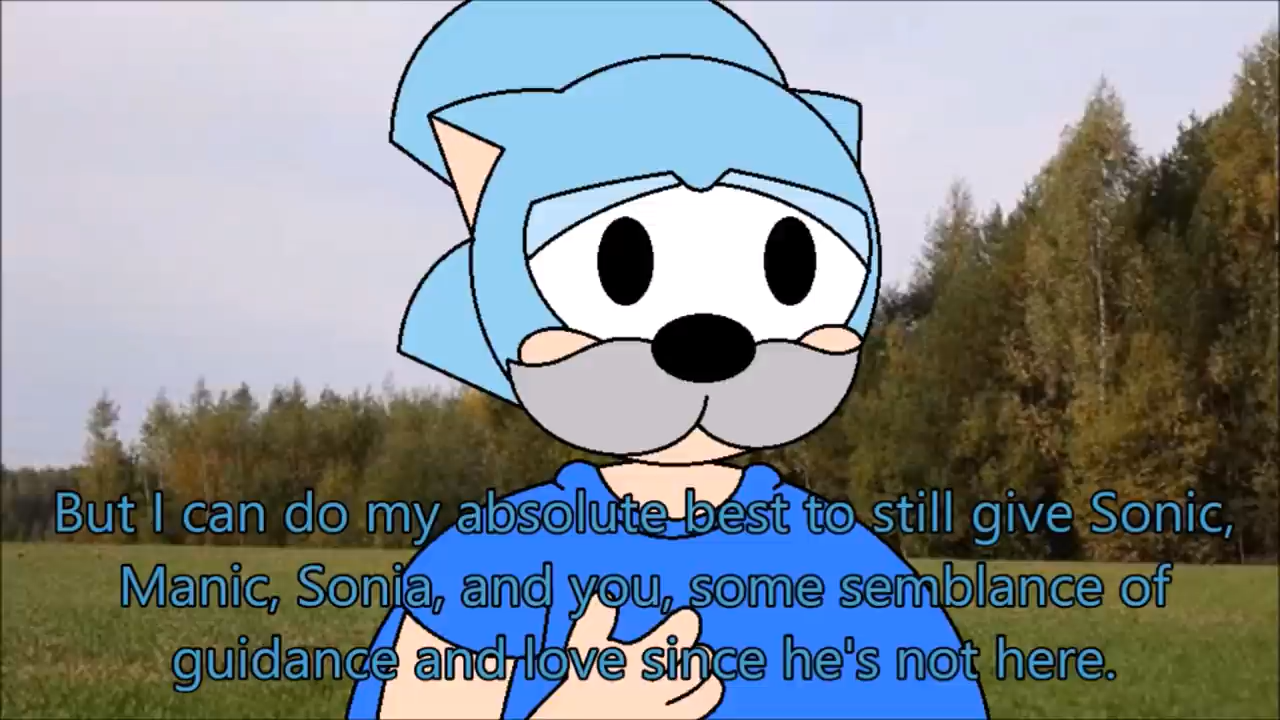 But I can do my absolute best to still give Sonic,
Manic, Sonia, and you, some semblance of
guidance and love since he's not here.